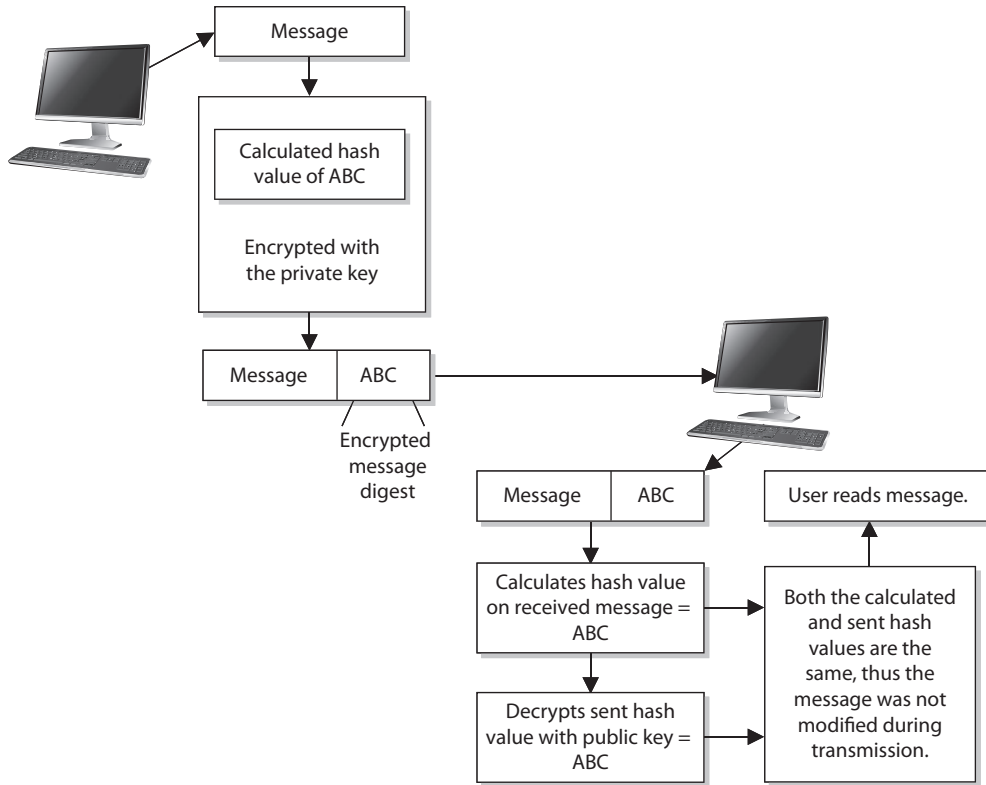 Message
Calculated hash
value of ABC
Encrypted with
the private key
Message
ABC
Encrypted
message
digest
Message
ABC
User reads message.
Calculates hash value
on received message =
ABC
Both the calculated
and sent hash
values are the
same, thus the
message was not
modified during
transmission.
Decrypts sent hash
value with public key =
ABC